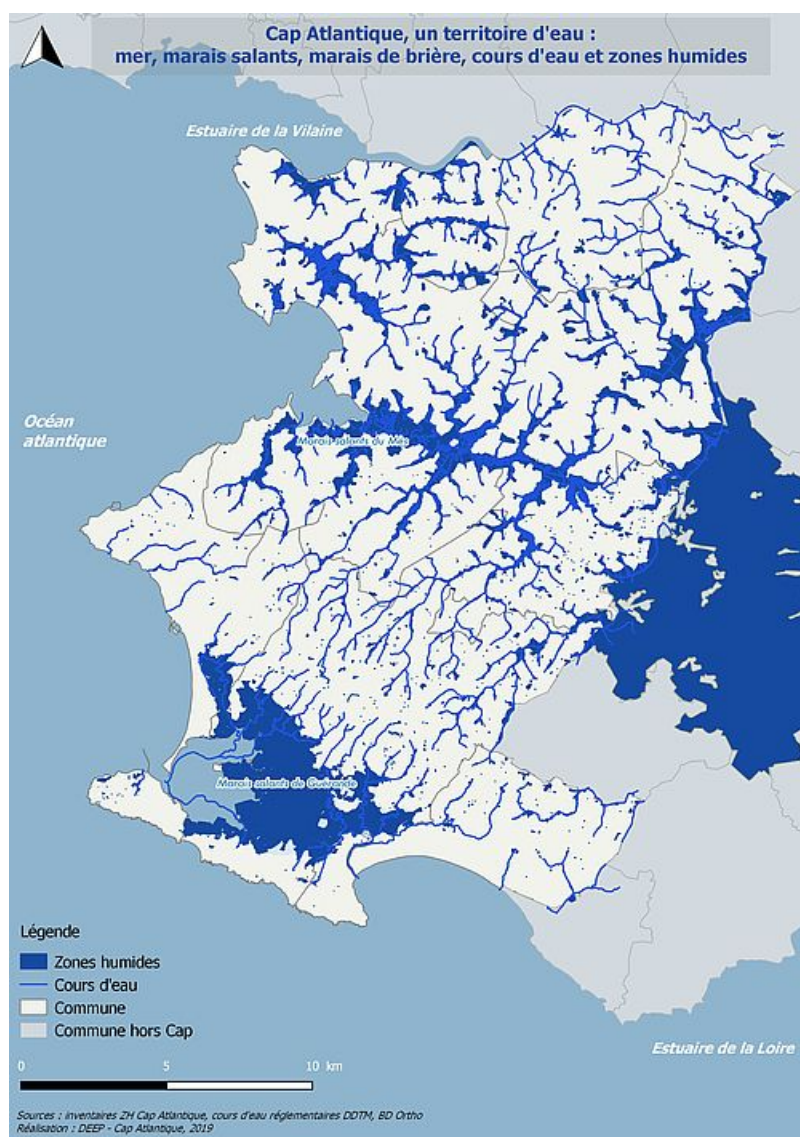 Cap Atlantique, un territoire d'eau :
mer, marais salants, marais de brière, cours d'eau et zones humides
Estuaire de la Vilaine
Océan
atlantique
Marais salants du Mès
Marais salants de Guérande
Légende
Zones humides
Cours d'eau
Commune
Commune hors Cap
Estuaire de la Loire
0 5 10 km
Sources : inventaires ZH Cap Atlantique, cours d'eau réglementaires DDTM, BD Ortho
Réalisation : DEEP - Cap Atlantique, 2019